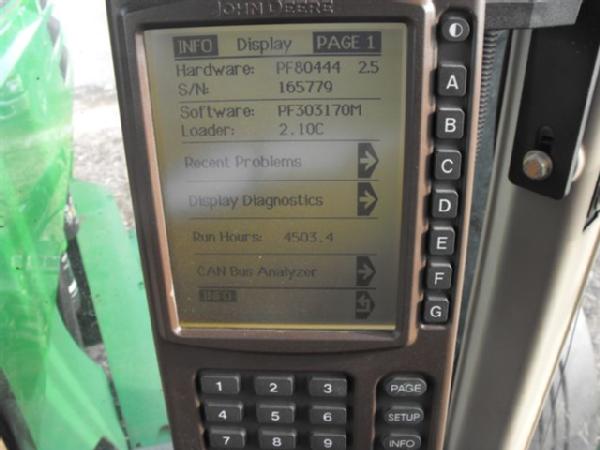 JOHN DEERE
INFO Display PAGE 1
Hardware: PF80444 2.5
S/N: 165779
Software: PF303170M
Loader: 2.10C
Recent Problems
Display Diagnostics
Run Hours: 4503.4
CAN Bus Analyzer
INFO
A
B
C
D
E
F
G
1 2 3 PAGE
4 5 6 SETUP
7 8 9 INFO